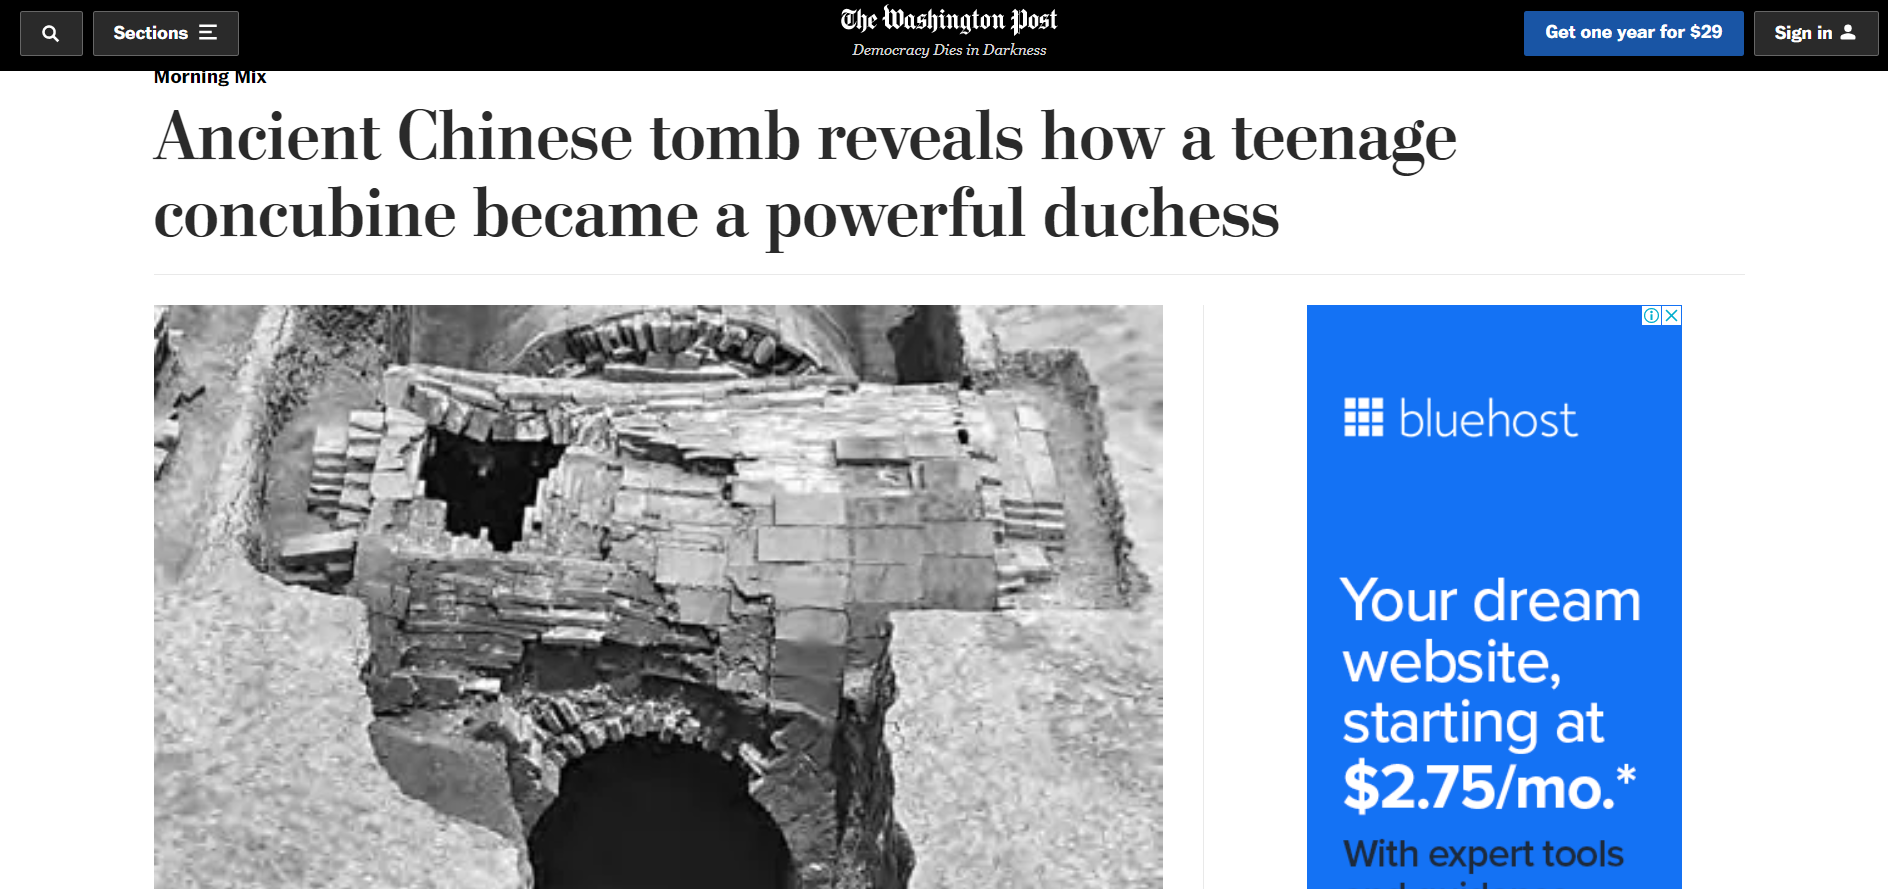 Sections
The Washington Post
Democracy Dies in Darkness
Get one year for $29
Sign in
Morning Mix
Ancient Chinese tomb reveals how a teenage
concubine became a powerful duchess
bluehost
Your dream
website,
starting at
$2.75/mo.*
With expert tools